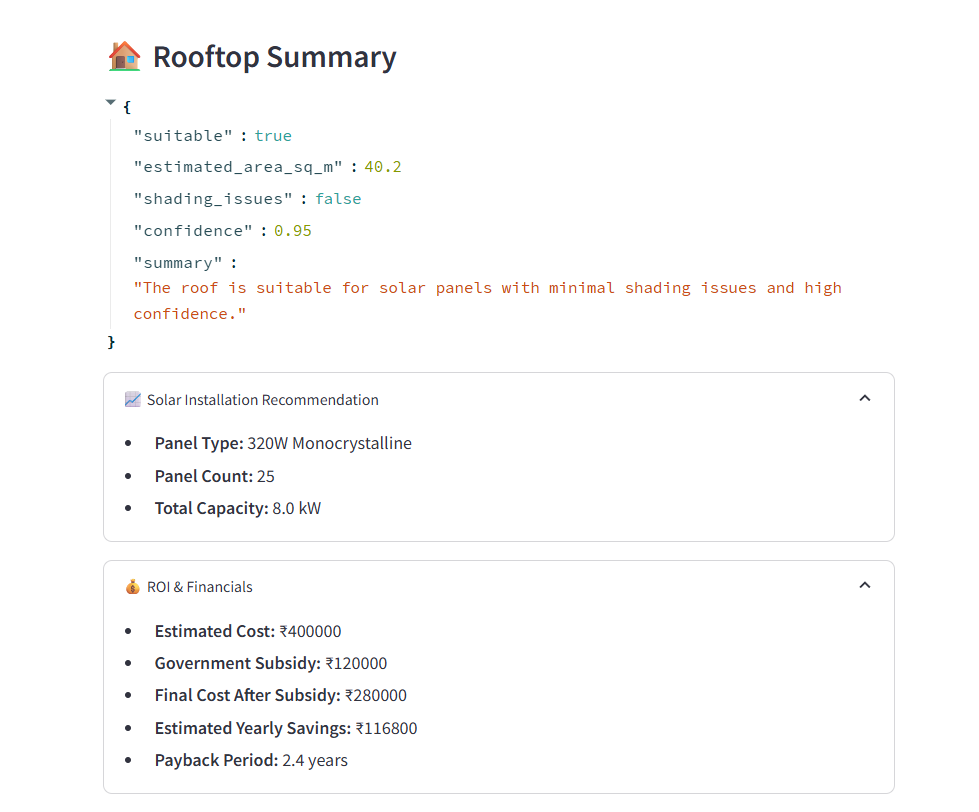 🏠 Rooftop Summary
{
"suitable" : true
"estimated_area_sq_m" : 40.2
"shading_issues" : false
"confidence" : 0.95
"summary" :
"The roof is suitable for solar panels with minimal shading issues and high
confidence."
}
📈 Solar Installation Recommendation
• Panel Type: 320W Monocrystalline
• Panel Count: 25
• Total Capacity: 8.0 kW
💰 ROI & Financials
• Estimated Cost: ₹400000
• Government Subsidy: ₹120000
• Final Cost After Subsidy: ₹280000
• Estimated Yearly Savings: ₹116800
• Payback Period: 2.4 years